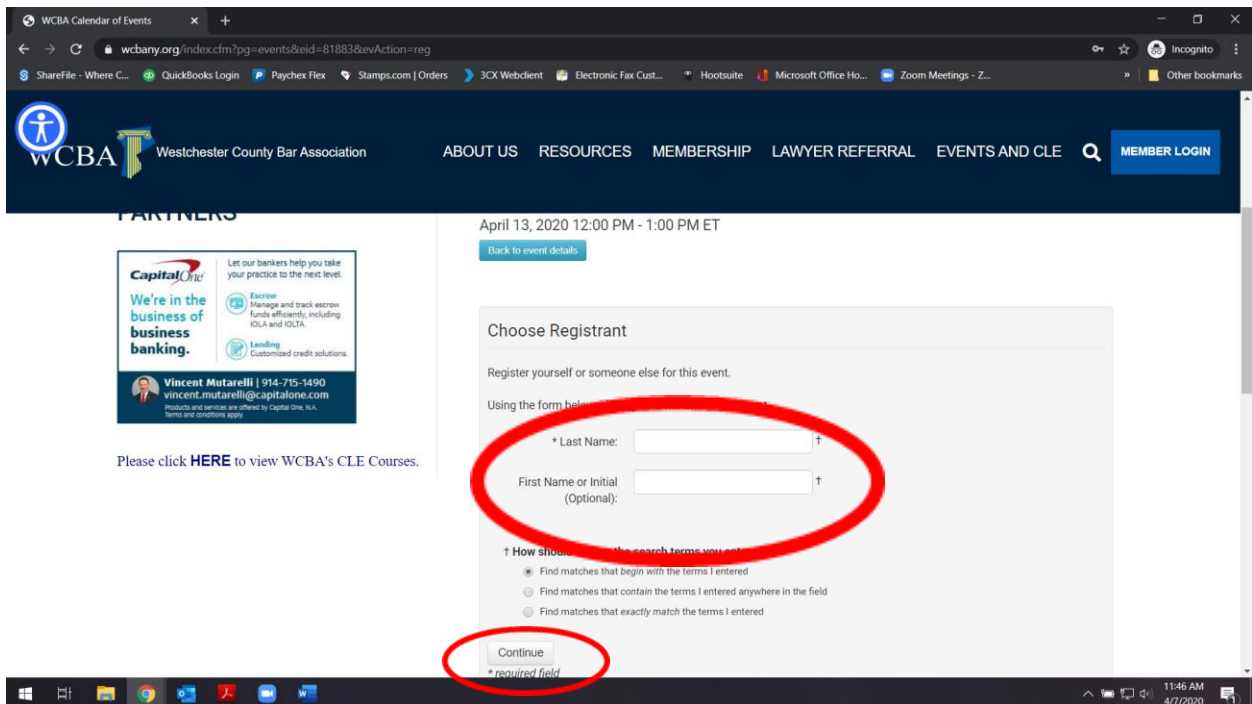 WCBA Calendar of Events
wcbany.org/index.cfm?pg=events&eid=81883&evAction=reg
Incognito
ShareFile - Where C... QuickBooks Login Paychex Flex Stamps.com | Orders 3CX Webclient Electronic Fax Cust... Hootsuite Microsoft Office Ho... Zoom Meetings - Z... » Other bookmarks
WCBA Westchester County Bar Association ABOUT US RESOURCES MEMBERSHIP LAWYER REFERRAL EVENTS AND CLE MEMBER LOGIN
PARTNERS
Capital One
We're in the
business of
business
banking.
Let our bankers help you take
your practice to the next level.
Escrow
Manage and track escrow
funds efficiently, including
IOLA and IOLTA.
Lending
Customized credit solutions.
Vincent Mutarelli | 914-715-1490
vincent.mutarelli@capitalone.com
Products and services are offered by Capital One, N.A.
Terms and conditions apply.
Please click HERE to view WCBA's CLE Courses.
April 13, 2020 12:00 PM - 1:00 PM ET
Back to event details
Choose Registrant
Register yourself or someone else for this event.
Using the form below
* Last Name: †
First Name or Initial †
(Optional):
† How should the search terms you
Find matches that begin with the terms I entered
Find matches that contain the terms I entered anywhere in the field
Find matches that exactly match the terms I entered
Continue
* required field
11:46 AM
4/7/2020